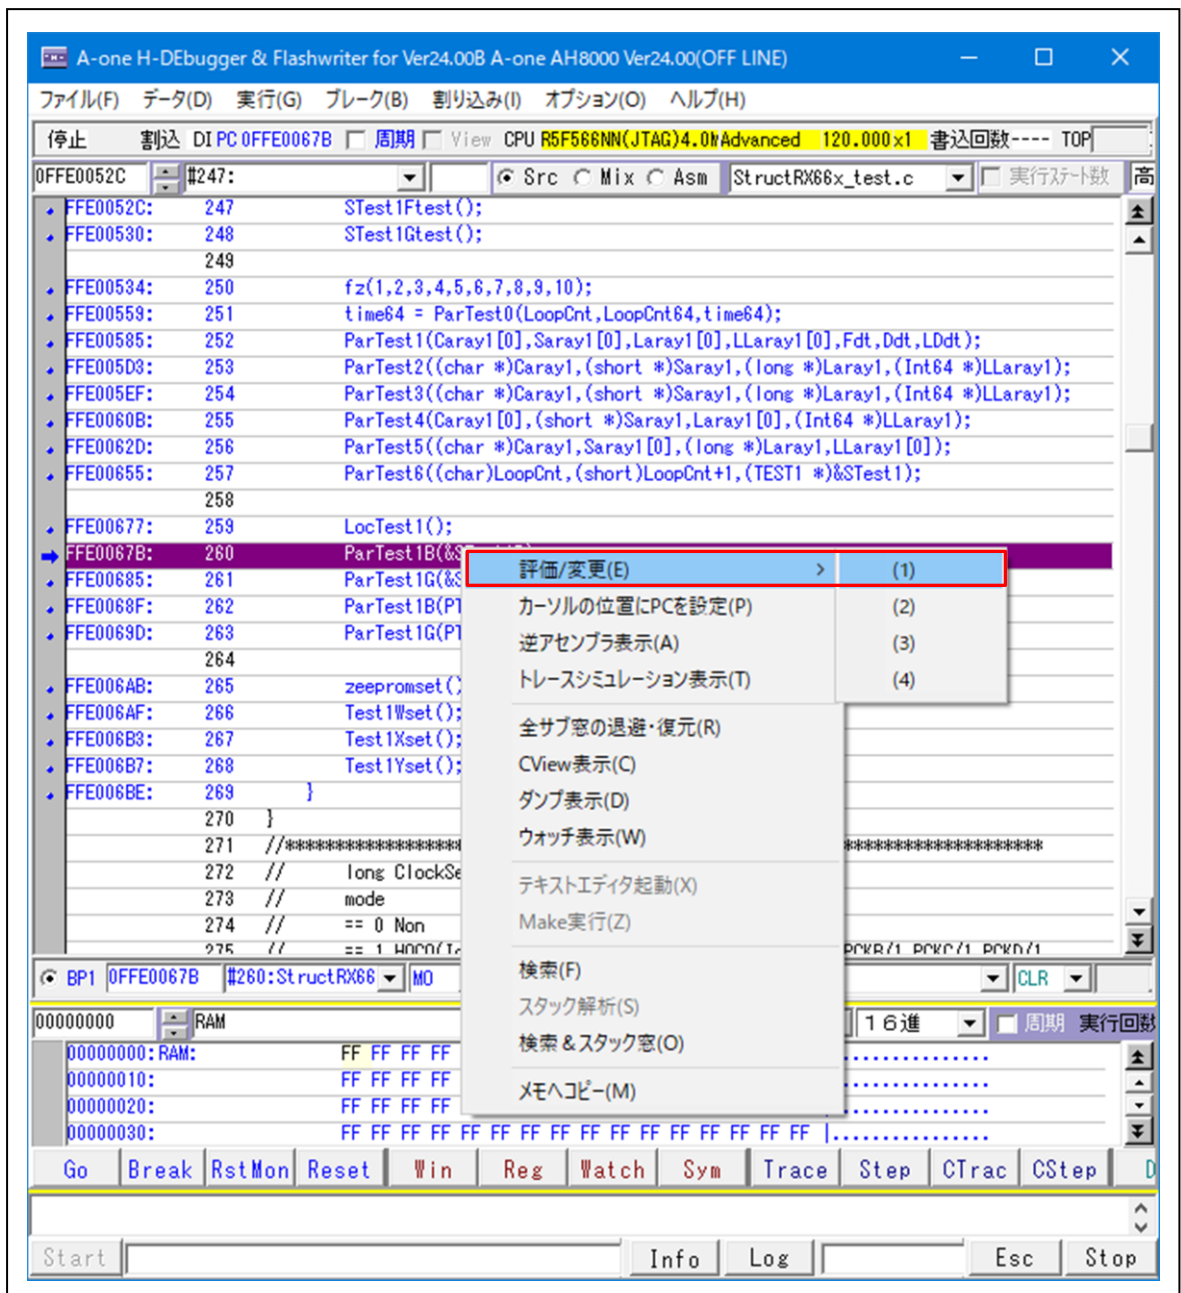 A-one H-DEbugger & Flashwriter for Ver24.00B A-one AH8000 Ver24.00(OFF LINE)
ファイル(F) データ(D) 実行(G) ブレーク(B) 割り込み(I) オプション(O) ヘルプ(H)
停止 割込 DI PC 0FFE0067B 周期 View CPU R5F566NN(JTAG)4.0 Advanced 120.000x1 書込回数---- TOP
0FFE0052C #247: Src Mix Asm StructRX66x_test.c 実行ステート数 高
FFE0052C: 247 STest1Ftest();
FFE00530: 248 STest1Gtest();
249
FFE00534: 250 fz(1,2,3,4,5,6,7,8,9,10);
FFE00559: 251 time64 = ParTest0(LoopCnt,LoopCnt64,time64);
FFE00585: 252 ParTest1(Caray1[0],Saray1[0],Laray1[0],LLaray1[0],Fdt,Ddt,LDdt);
FFE005D3: 253 ParTest2((char *)Caray1,(short *)Saray1,(long *)Laray1,(Int64 *)LLaray1);
FFE005EF: 254 ParTest3((char *)Caray1,(short *)Saray1,(long *)Laray1,(Int64 *)LLaray1);
FFE0060B: 255 ParTest4(Caray1[0],(short *)Saray1,Laray1[0],(Int64 *)LLaray1);
FFE0062D: 256 ParTest5((char *)Caray1,Saray1[0],(long *)Laray1,LLaray1[0]);
FFE00655: 257 ParTest6((char)LoopCnt,(short)LoopCnt+1,(TEST1 *)&STest1);
258
FFE00677: 259 LocTest1();
FFE0067B: 260 ParTest1B(&S
評価/変更(E) > (1)
FFE00685: 261 ParTest1G(&S
FFE0068F: 262 ParTest1B(PT
カーソルの位置にPCを設定(P) (2)
FFE0069D: 263 ParTest1G(PT
逆アセンブラ表示(A) (3)
264
FFE006AB: 265 zeepromset()
トレースシミュレーション表示(T) (4)
FFE006AF: 266 Test1Wset();
全サブ窓の退避・復元(R)
FFE006B3: 267 Test1Xset();
FFE006B7: 268 Test1Yset();
CView表示(C)
FFE006BE: 269 }
ダンプ表示(D)
270 }
ウォッチ表示(W)
271 //******************** ************************
272 // long ClockSe
テキストエディタ起動(X)
273 // mode
274 // == 0 Non
Make実行(Z)
275 // == 1 HOCO(I PCKB/1 PCKC/1 PCKD/1
検索(F)
BP1 0FFE0067B #260:StructRX66 MO CLR
スタック解析(S)
00000000 RAM 16進 周期 実行回数
検索&スタック窓(O)
00000000:RAM: FF FF FF FF ..............
00000010: FF FF FF FF ..............
メモへコピー(M)
00000020: FF FF FF FF ..............
00000030: FF FF FF FF FF FF FF FF FF FF FF FF FF FF FF FF |................
Go Break RstMon Reset Win Reg Watch Sym Trace Step CTrac CStep D
Start Info Log Esc Stop